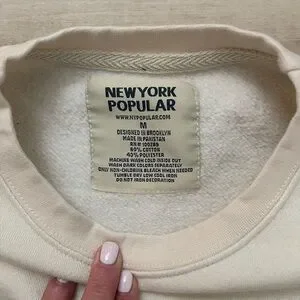 NEW YORK
POPULAR
WWW.NYPOPULAR.COM
M
DESIGNED IN BROOKLYN
MADE IN PAKISTAN
RN# 109285
60% COTTON
40% POLYESTER
MACHINE WASH COLD INSIDE OUT
WASH DARK COLORS SEPARATELY
ONLY NON-CHLORINE BLEACH WHEN NEEDED
TUMBLE DRY LOW COOL IRON
DO NOT IRON DECORATION